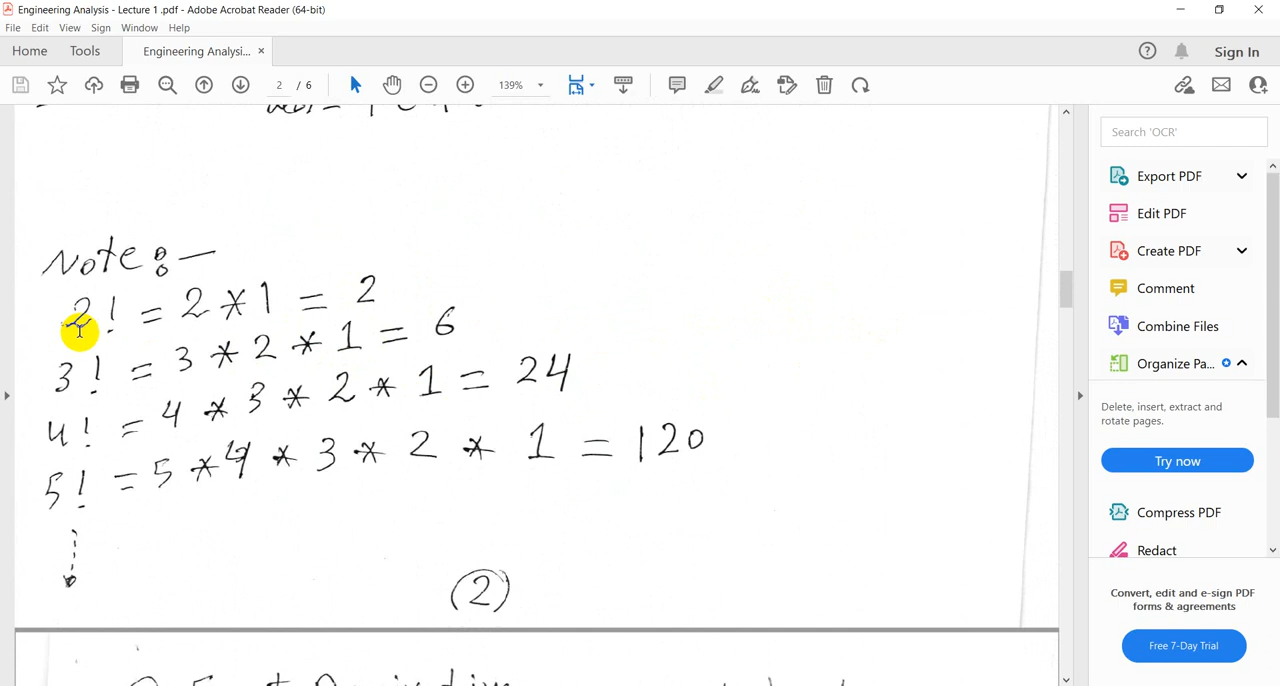 Engineering Analysis - Lecture 1 .pdf - Adobe Acrobat Reader (64-bit)
File Edit View Sign Window Help
Home Tools Engineering Analysi... ×
Sign In
2 / 6 139%
Note:-
2! = 2 * 1 = 2
3! = 3 * 2 * 1 = 6
4! = 4 * 3 * 2 * 1 = 24
5! = 5 * 4 * 3 * 2 * 1 = 120
(2)
Search 'OCR'
Export PDF
Edit PDF
Create PDF
Comment
Combine Files
Organize Pa...
Delete, insert, extract and
rotate pages.
Try now
Compress PDF
Redact
Convert, edit and e-sign PDF
forms & agreements
Free 7-Day Trial